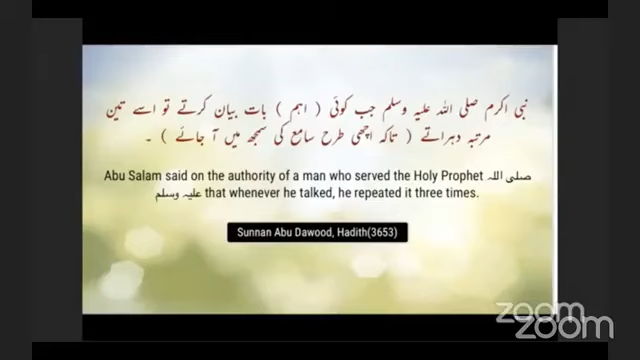 نبی اکرم صلی اللہ علیہ وسلم جب کوئی ( اہم ) بات بیان کرتے تو اسے تین
مرتبہ دہراتے ( تاکہ اچھی طرح سامع کی سمجھ میں آ جائے ) ۔
Abu Salam said on the authority of a man who served the Holy Prophet صلی اللہ
علیہ وسلم that whenever he talked, he repeated it three times.
Sunnan Abu Dawood, Hadith(3653)
zoom
zoom